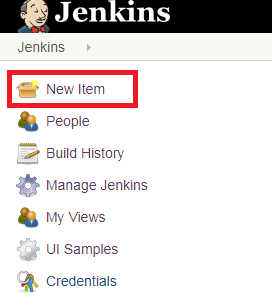 Jenkins
Jenkins
New Item
People
Build History
Manage Jenkins
My Views
UI Samples
Credentials